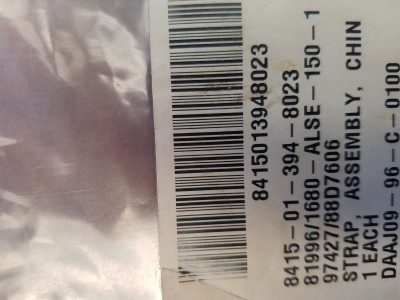 8415013948023
8415-01-394-8023
81996/1680-ALSE-150-1
97427/88D7606
STRAP, ASSEMBLY, CHIN
1 EACH
DAAJ09-96-C-0100